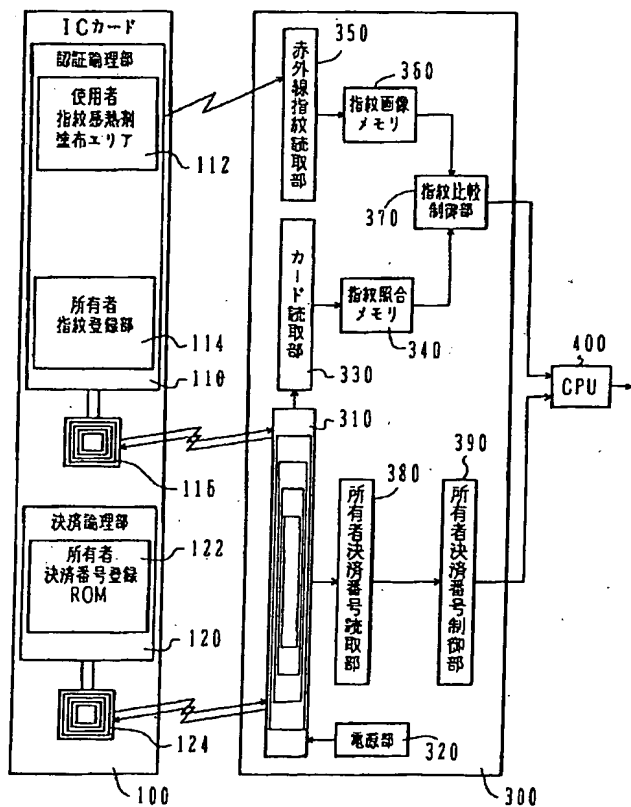 ICカード
認証論理部
使用者
指紋感熱剤
塗布エリア
112
所有者
指紋登録部
114
110
116
決済論理部
所有者
決済番号登録
ROM
122
120
124
100
350
赤外線指紋読取部
360
指紋画像
メモリ
370
指紋比較
制御部
カード読取部
330
指紋照合
メモリ
340
310
380
所有者決済番号読取部
390
所有者決済番号制御部
400
CPU
電源部
320
300